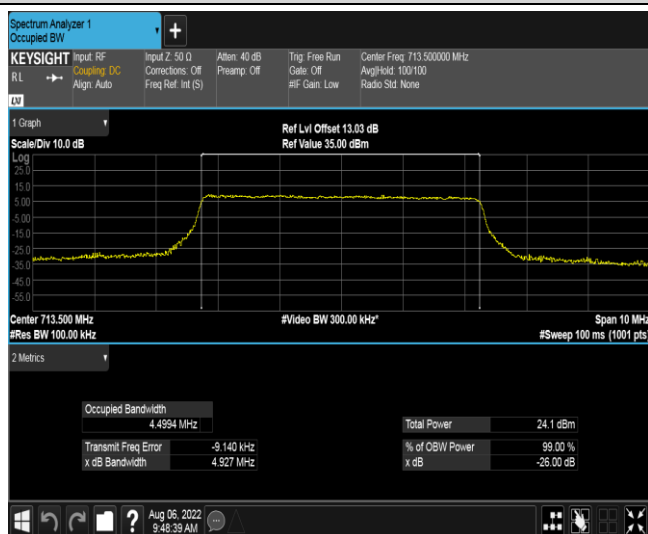 Spectrum Analyzer 1
Occupied BW
+
KEYSIGHT
RL
LXI
Input: RF
Coupling: DC
Align: Auto
Input Z: 50 Ω
Corrections: Off
Freq Ref: Int (S)
Atten: 40 dB
Preamp: Off
Trig: Free Run
Gate: Off
#IF Gain: Low
Center Freq: 713.500000 MHz
Avg|Hold: 100/100
Radio Std: None
1 Graph
Scale/Div 10.0 dB
Ref Lvl Offset 13.03 dB
Ref Value 35.00 dBm
Log
25.0
15.0
5.00
-5.00
-15.0
-25.0
-35.0
-45.0
-55.0
Center 713.500 MHz
#Res BW 100.00 kHz
#Video BW 300.00 kHz*
Span 10 MHz
#Sweep 100 ms (1001 pts)
2 Metrics
Occupied Bandwidth
4.4994 MHz
Transmit Freq Error -9.140 kHz
x dB Bandwidth 4.927 MHz
Total Power 24.1 dBm
% of OBW Power 99.00 %
x dB -26.00 dB
?
Aug 06, 2022
9:48:39 AM